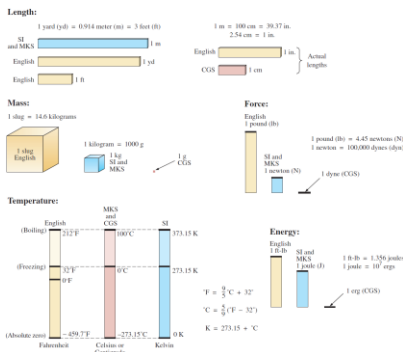 Length:
1 yard (yd) = 0.914 meter (m) = 3 feet (ft)
SI
and MKS
1 m
English
1 yd
English
1 ft
1 m = 100 cm = 39.37 in.
2.54 cm = 1 in.
English
1 in.
CGS
1 cm
Actual
lengths
Mass:
1 slug = 14.6 kilograms
1 slug
English
1 kilogram = 1000 g
1 kg
SI and
MKS
1 g
CGS
Force:
English
1 pound (lb)
SI and
MKS
1 newton (N)
1 pound (lb) = 4.45 newtons (N)
1 newton = 100,000 dynes (dyn)
1 dyne (CGS)
Temperature:
English
MKS
and
CGS
SI
(Boiling)
212°F
100°C
373.15 K
(Freezing)
32°F
0°C
273.15 K
0°F
(Absolute zero)
–459.7°F
–273.15°C
0 K
Fahrenheit
Celsius or
Kelvin
°F = 9/5 °C + 32°
°C = 5/9 (°F – 32°)
K = 273.15 + °C
Energy:
English
1 ft-lb
SI and
MKS
1 joule (J)
1 ft-lb = 1.356 joules
1 joule = 10⁷ ergs
1 erg (CGS)